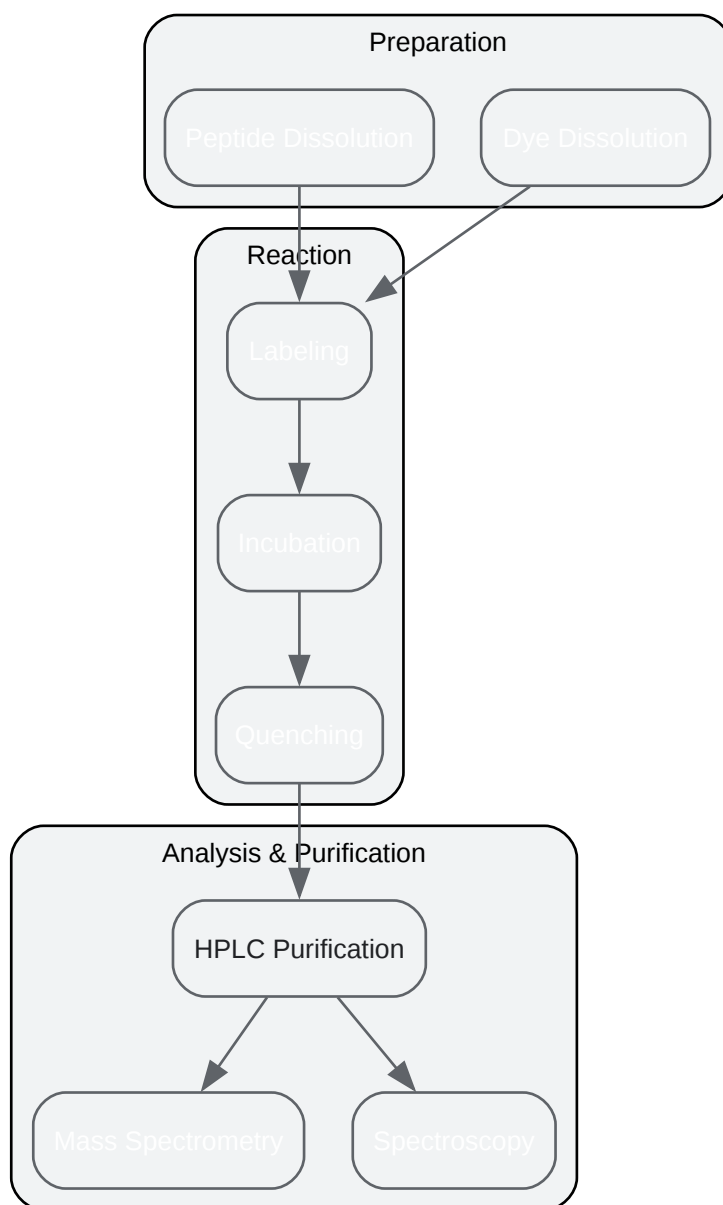 Preparation
Peptide Dissolution
Dye Dissolution
Reaction
Labeling
Incubation
Quenching
Analysis & Purification
HPLC Purification
Mass Spectrometry
Spectroscopy